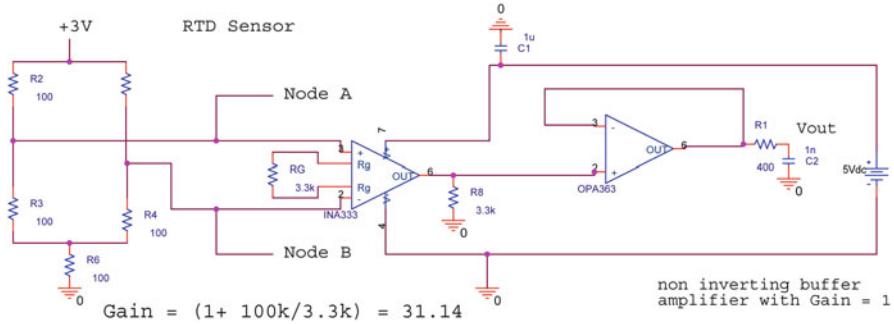 +3V
RTD Sensor
0
1u
C1
R2
100
Node A
7
V+
3
+
Rg
RG
3.3k
Rg
2
-
OUT
6
INA333
V-
4
R8
3.3k
0
3
-
2
+
OUT
6
OPA363
R1
400
Vout
1n
C2
0
5Vdc
+
-
R3
100
R4
100
R6
100
0
Node B
0
Gain = (1+ 100k/3.3k) = 31.14
non inverting buffer
amplifier with Gain = 1